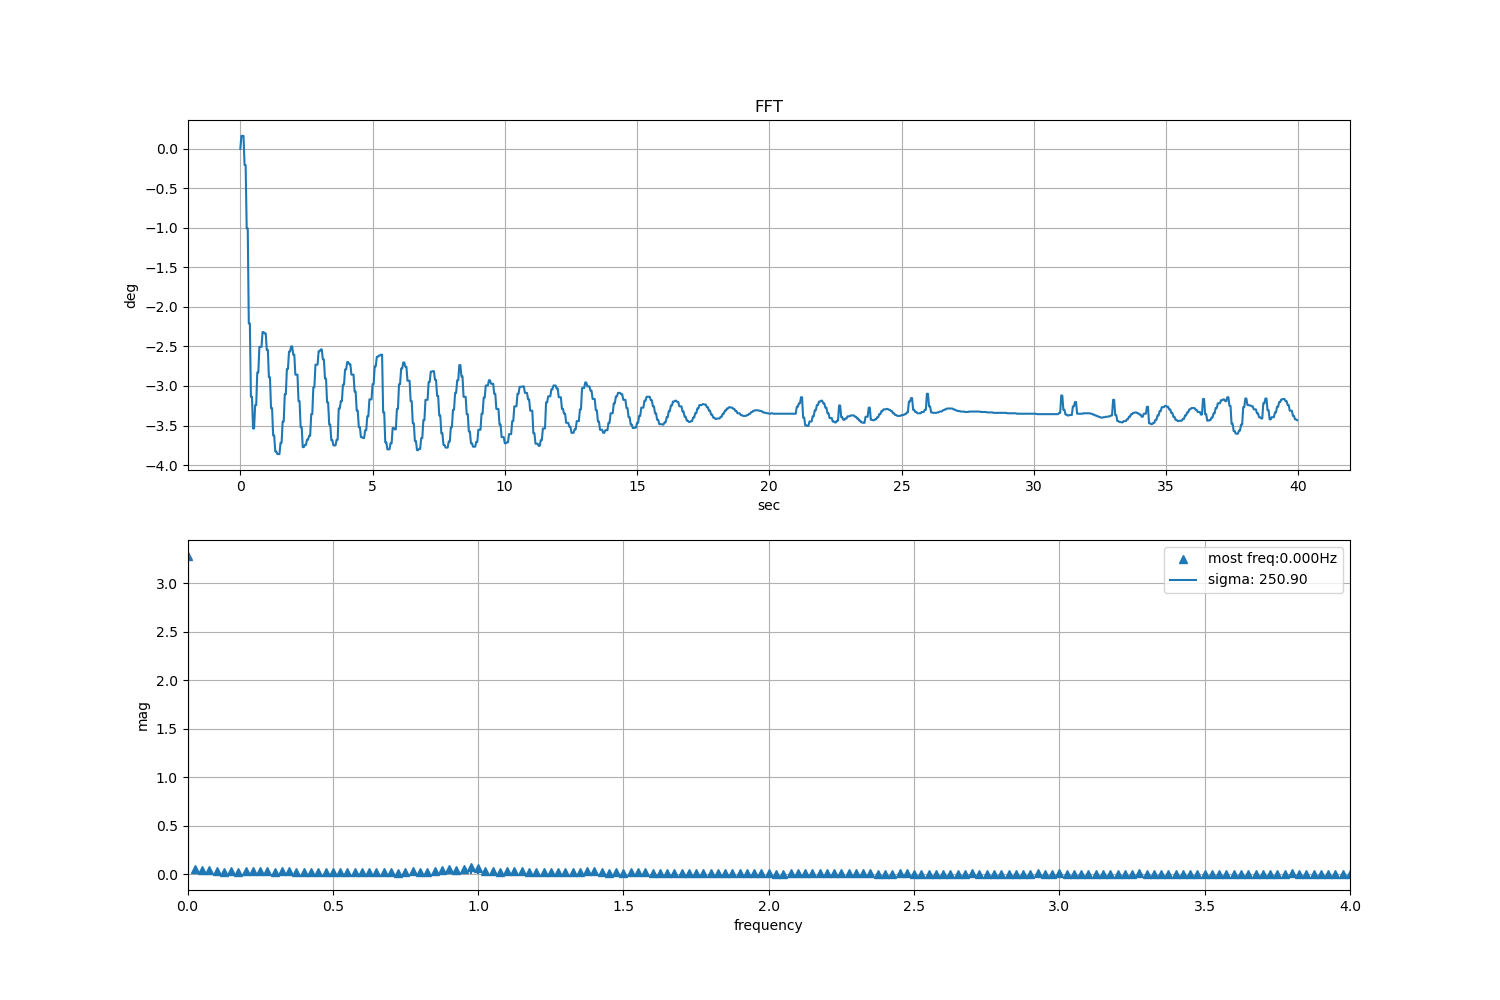 FFT
0.0
−0.5
−1.0
−1.5
−2.0
−2.5
−3.0
−3.5
−4.0
deg
0 5 10 15 20 25 30 35 40
sec
most freq:0.000Hz
sigma: 250.90
3.0
2.5
2.0
1.5
1.0
0.5
0.0
mag
0.0 0.5 1.0 1.5 2.0 2.5 3.0 3.5 4.0
frequency